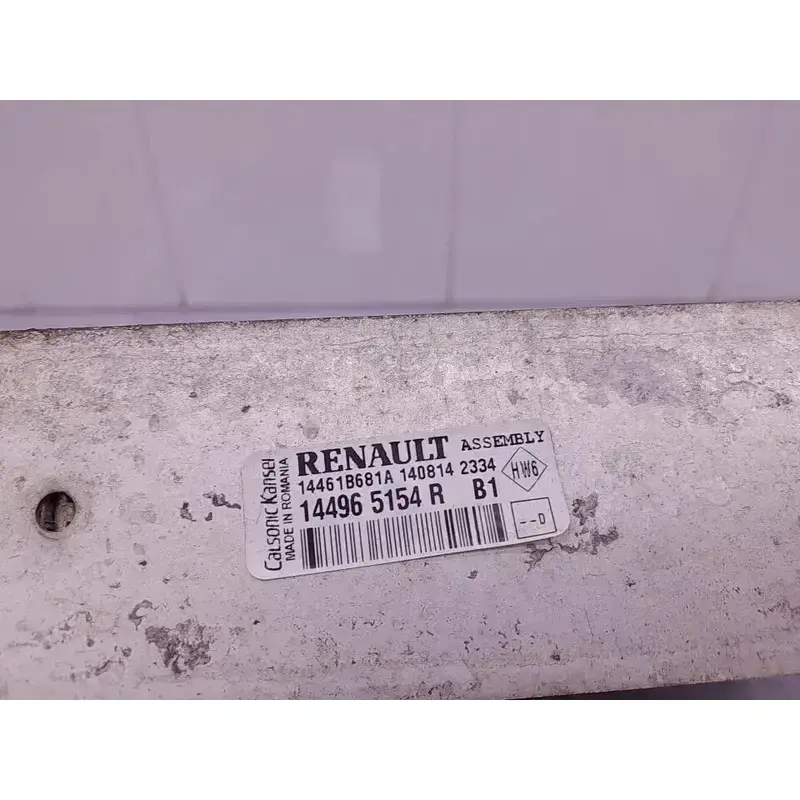 Calsonic Kansei
MADE IN ROMANIA
RENAULT ASSEMBLY
14461B681A 140814 2334
HW6
14496 5154 R B1
--D